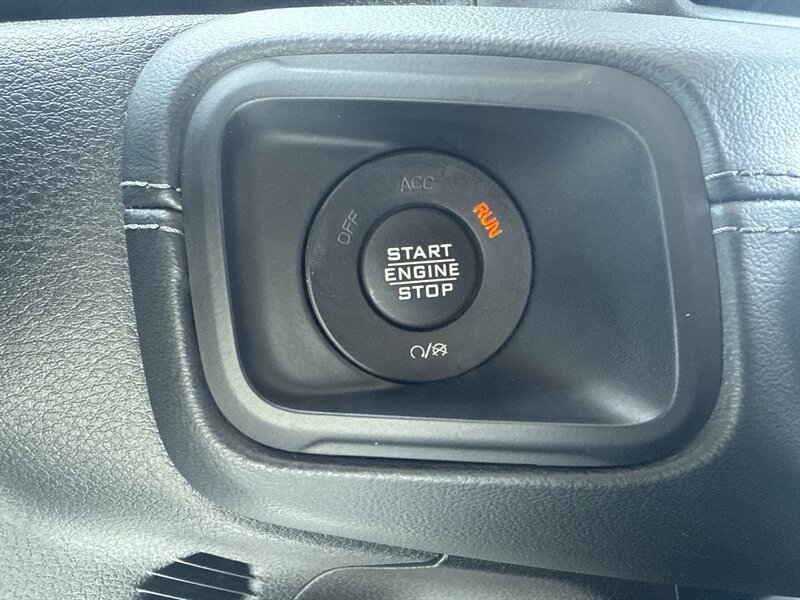 ACC
OFF
RUN
START
ENGINE
STOP